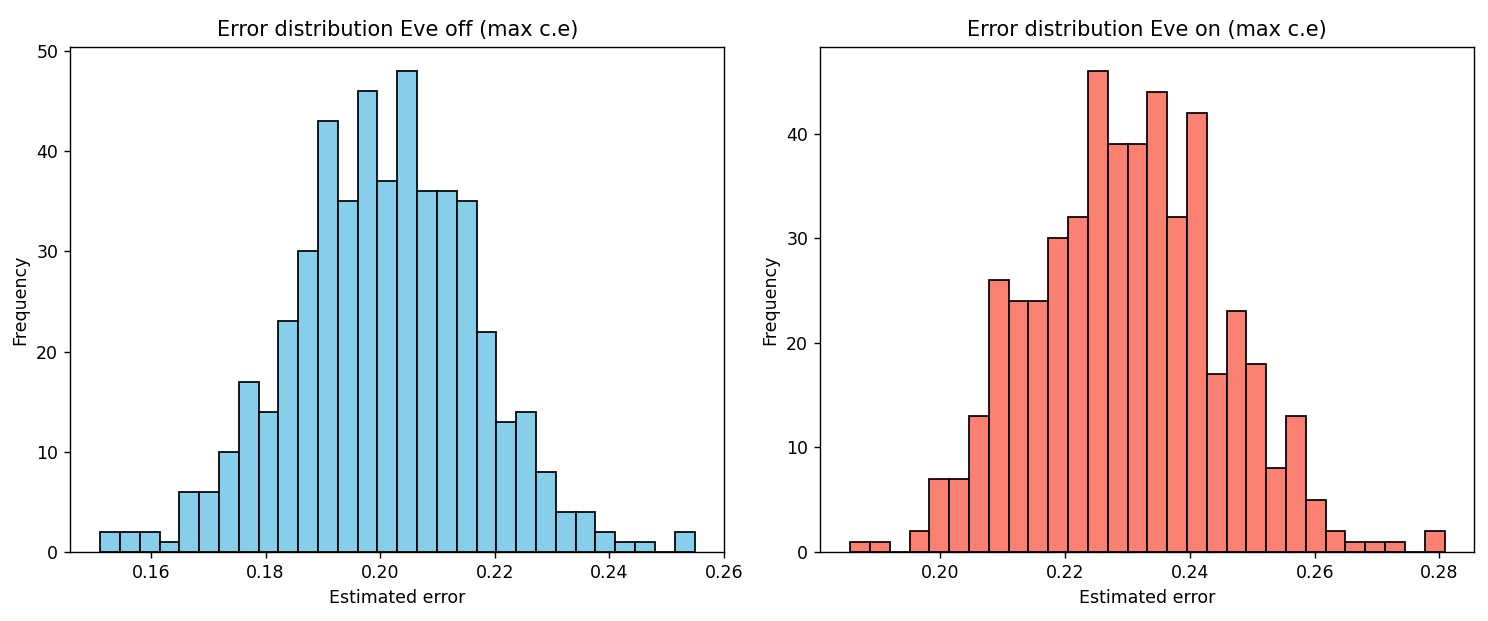 Error distribution Eve off (max c.e)
50
40
30
20
10
0
Frequency
0.16 0.18 0.20 0.22 0.24 0.26
Estimated error
Error distribution Eve on (max c.e)
40
30
20
10
0
Frequency
0.20 0.22 0.24 0.26 0.28
Estimated error